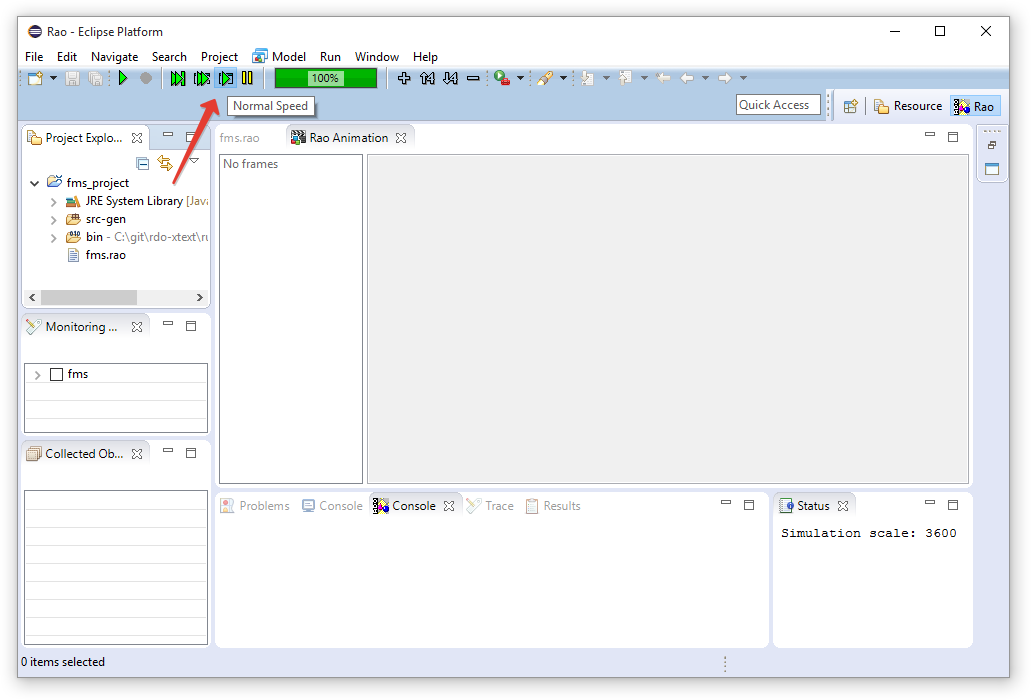 Rao - Eclipse Platform
File Edit Navigate Search Project Model Run Window Help
100%
Normal Speed
Quick Access
Resource
Rao
Project Explo...
fms_project
JRE System Library [Java
src-gen
bin - C:\git\rdo-xtext\ru
fms.rao
fms.rao
Rao Animation
No frames
Monitoring ...
fms
Collected Ob...
Problems
Console
Console
Trace
Results
Status
Simulation scale: 3600
0 items selected